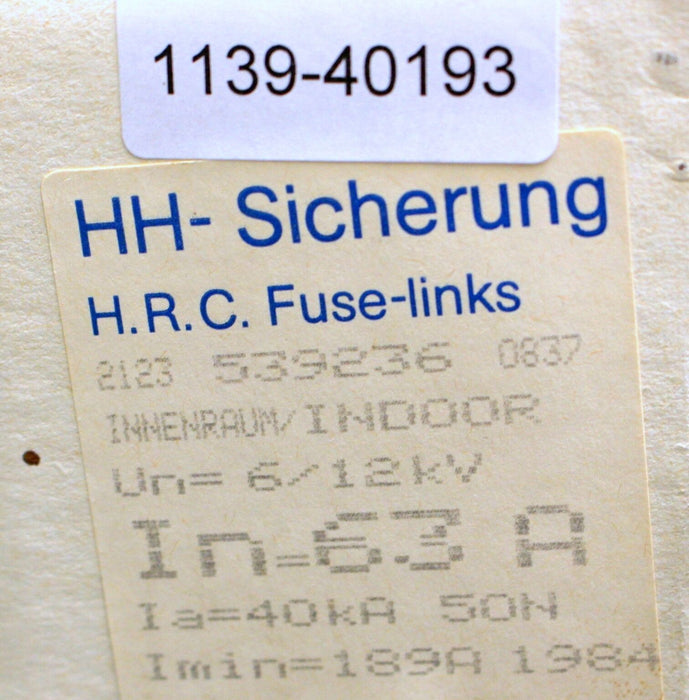 1139-40193
HH- Sicherung
H.R.C. Fuse-links
2123 539236 0837
INNENRAUM/INDOOR
Un= 6/12kV
In=63 A
Ia=40kA 50N
Imin=189A 1984